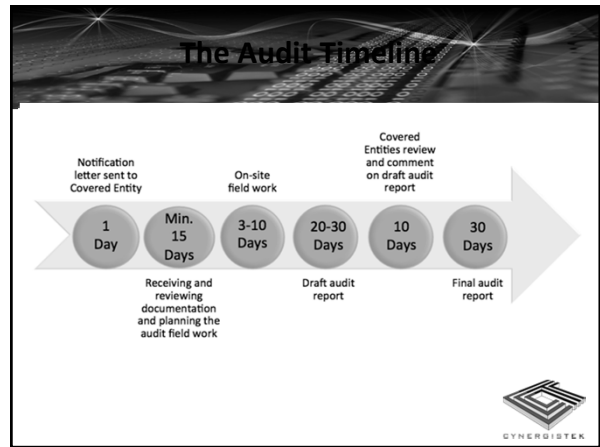 The Audit Timeline
Notification
letter sent to
Covered Entity
1
Day
Min.
15
Days
Receiving and
reviewing
documentation
and planning the
audit field work
On-site
field work
3-10
Days
20-30
Days
Draft audit
report
Covered
Entities review
and comment
on draft audit
report
10
Days
30
Days
Final audit
report
CYNERGISTEK